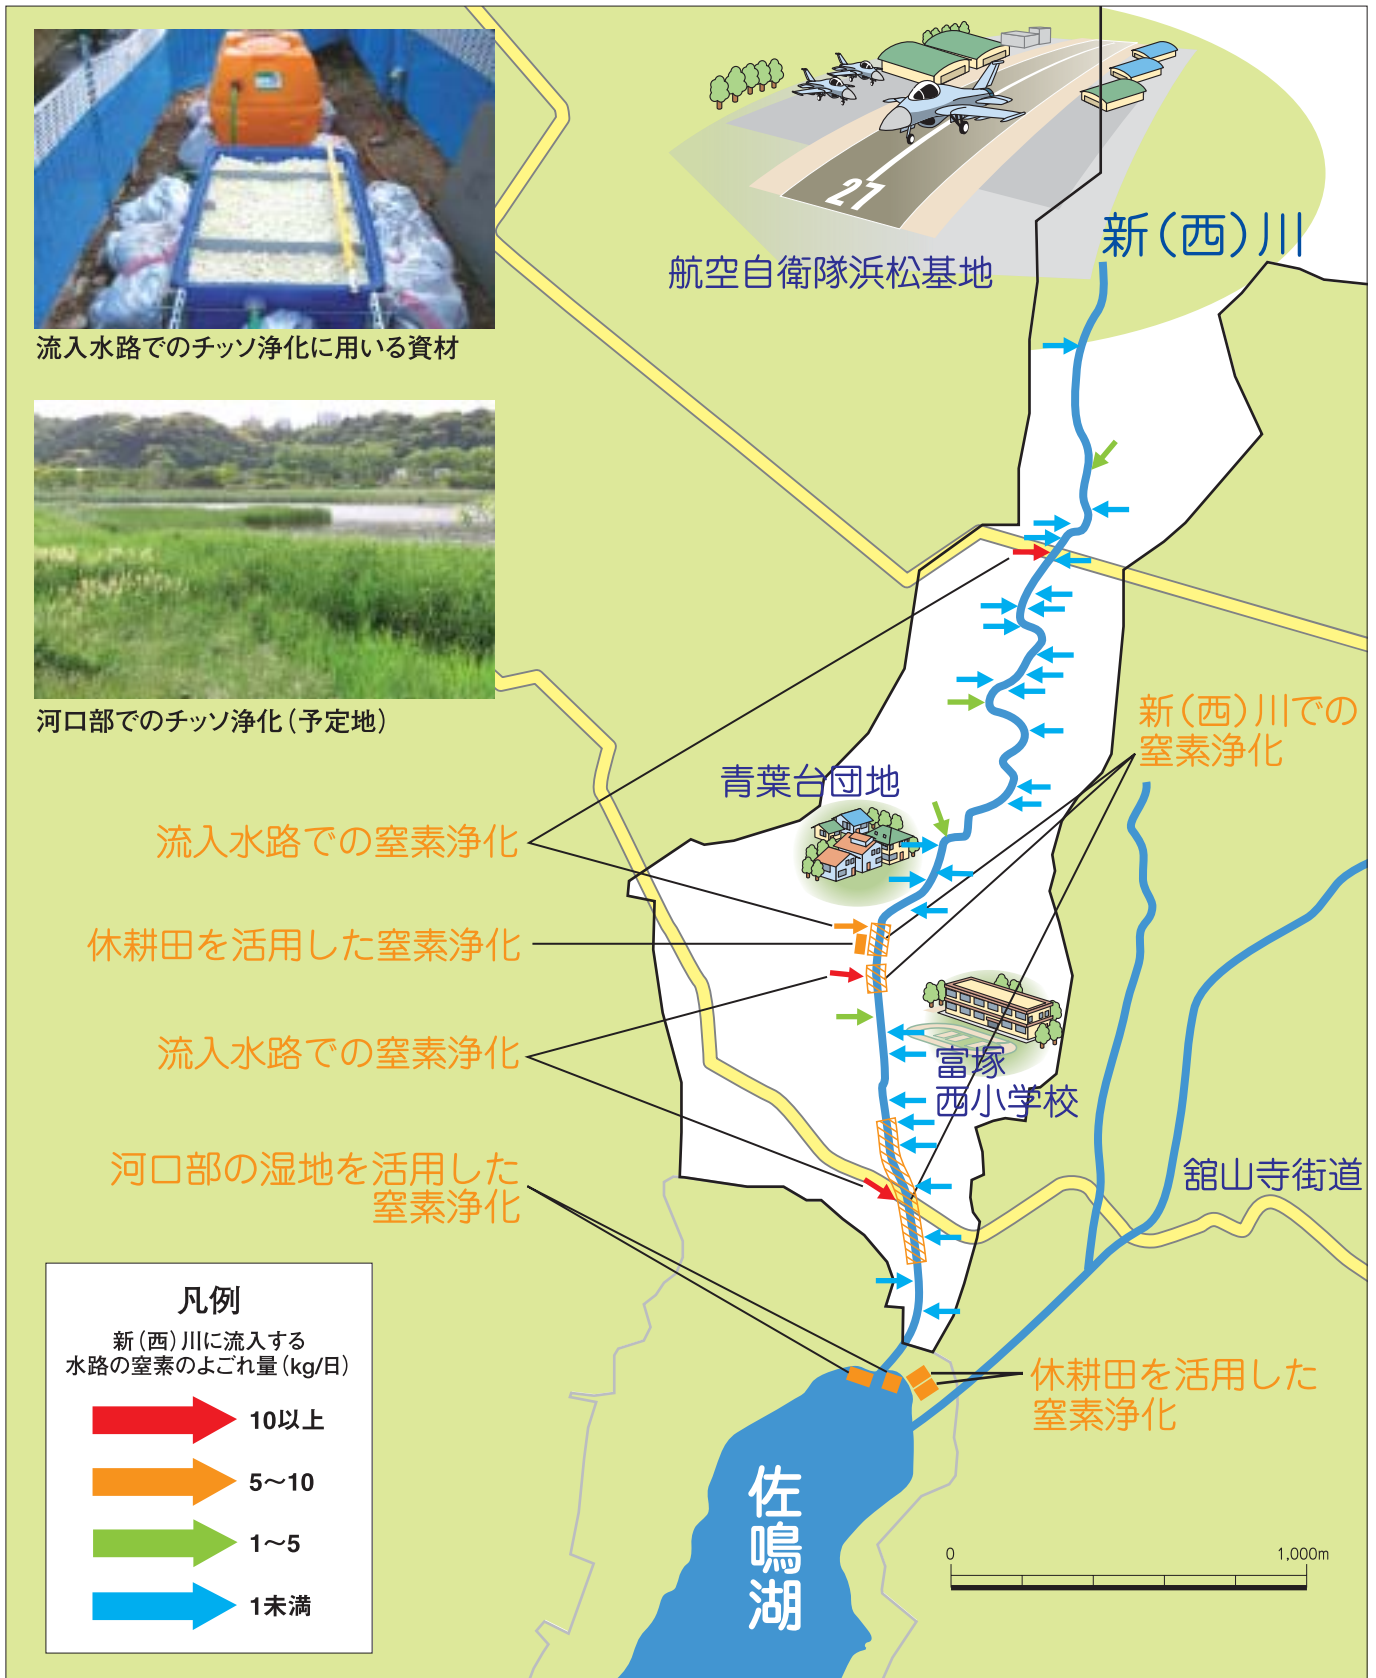 27
新（西）川
航空自衛隊浜松基地
流入水路でのチッソ浄化に用いる資材
河口部でのチッソ浄化（予定地）
新（西）川での
窒素浄化
青葉台団地
流入水路での窒素浄化
休耕田を活用した窒素浄化
流入水路での窒素浄化
富塚
西小学校
河口部の湿地を活用した
窒素浄化
舘山寺街道
凡例
新（西）川に流入する
水路の窒素のよごれ量（kg/日）
10以上
5〜10
1〜5
1未満
休耕田を活用した
窒素浄化
佐鳴湖
0 1,000m